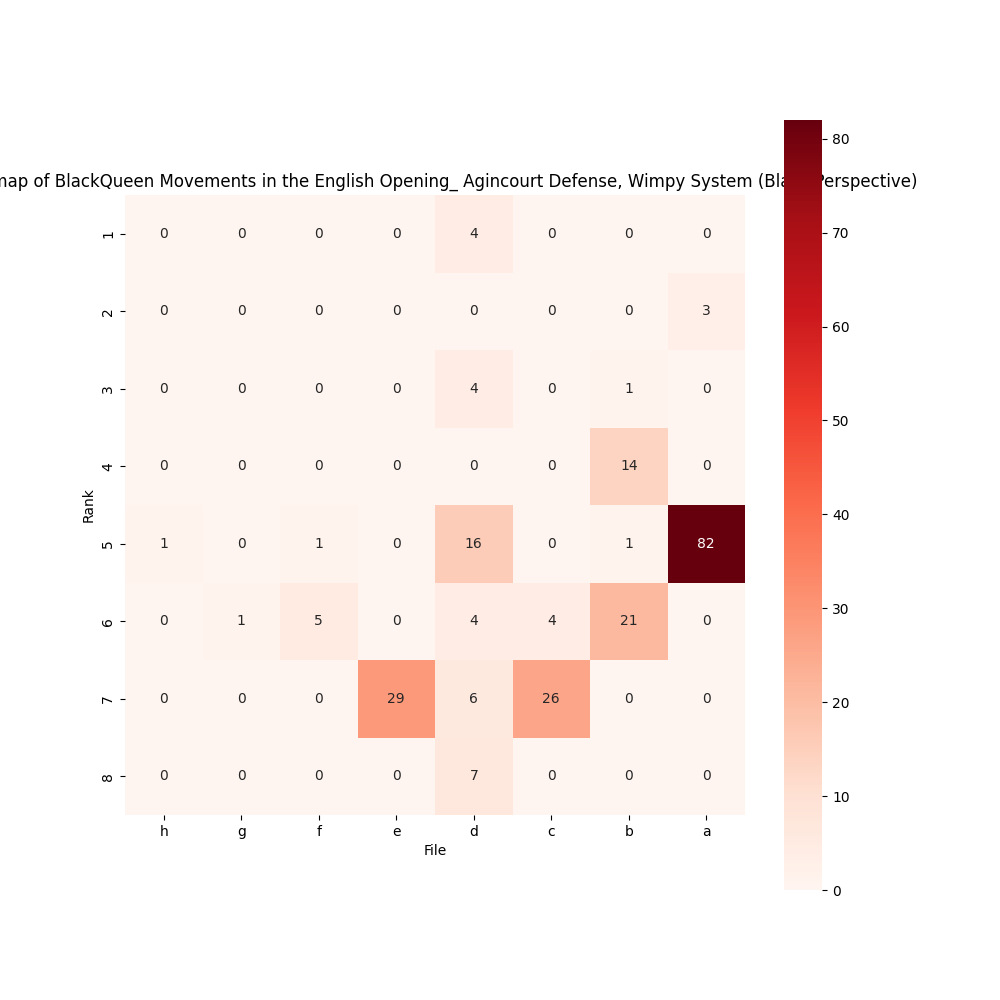 map of BlackQueen Movements in the English Opening_ Agincourt Defense, Wimpy System (Bla Perspective)
80
70
60
50
40
30
20
10
0
1 0 0 0 0 4 0 0 0
2 0 0 0 0 0 0 0 3
3 0 0 0 0 4 0 1 0
4 0 0 0 0 0 0 14 0
Rank
5 1 0 1 0 16 0 1 82
6 0 1 5 0 4 4 21 0
7 0 0 0 29 6 26 0 0
8 0 0 0 0 7 0 0 0
h g f e d c b a
File